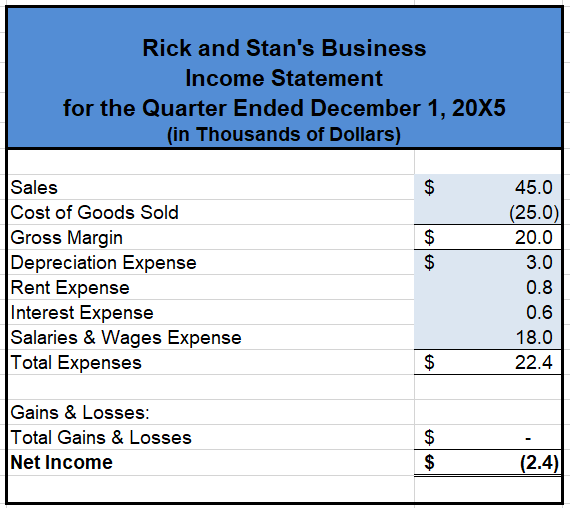 Rick and Stan's Business
Income Statement
for the Quarter Ended December 1, 20X5
(in Thousands of Dollars)
Sales $ 45.0
Cost of Goods Sold (25.0)
Gross Margin $ 20.0
Depreciation Expense $ 3.0
Rent Expense 0.8
Interest Expense 0.6
Salaries & Wages Expense 18.0
Total Expenses $ 22.4
Gains & Losses:
Total Gains & Losses $ -
Net Income $ (2.4)